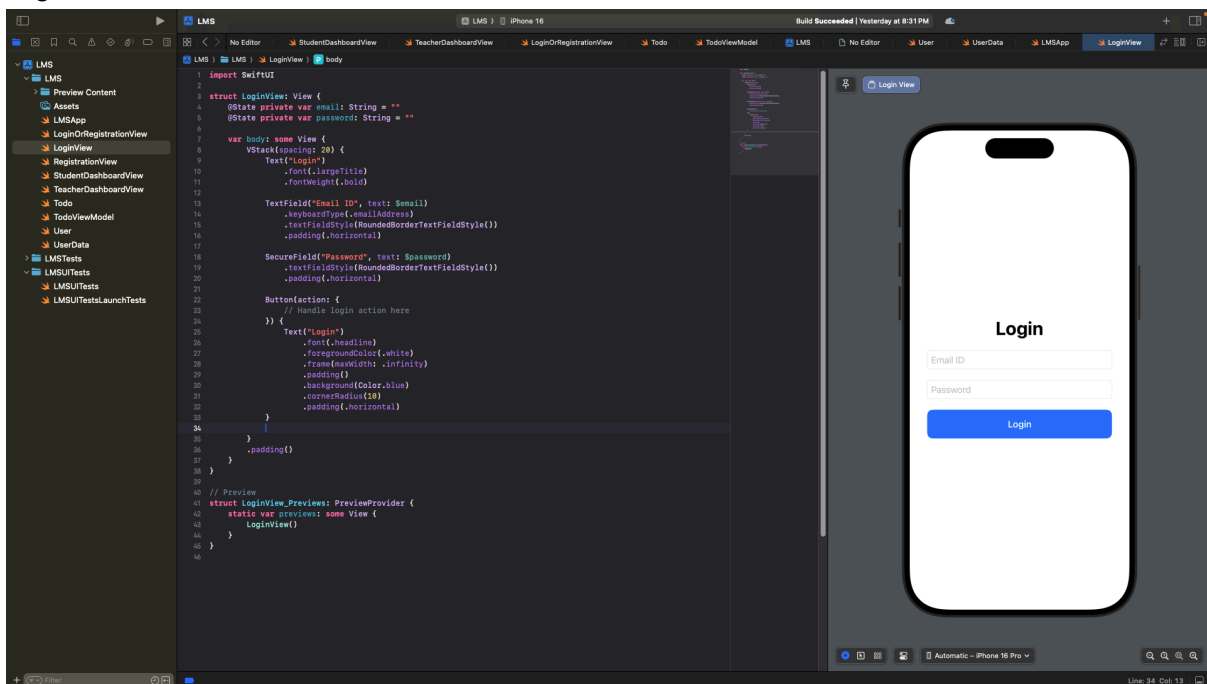 LMS
LMS ⟩ iPhone 16
Build Succeeded | Yesterday at 8:31 PM
No Editor
StudentDashboardView
TeacherDashboardView
LoginOrRegistrationView
Todo
TodoViewModel
LMS
No Editor
User
UserData
LMSApp
LoginView
LMS
LMS
Preview Content
Assets
LMSApp
LoginOrRegistrationView
LoginView
RegistrationView
StudentDashboardView
TeacherDashboardView
Todo
TodoViewModel
User
UserData
LMSTests
LMSUITests
LMSUITests
LMSUITestsLaunchTests
Filter
LMS ⟩ LMS ⟩ LoginView ⟩ P body
1 import SwiftUI
2
3 struct LoginView: View {
4     @State private var email: String = ""
5     @State private var password: String = ""
6
7     var body: some View {
8         VStack(spacing: 20) {
9             Text("Login")
10                 .font(.largeTitle)
11                 .fontWeight(.bold)
12
13             TextField("Email ID", text: $email)
14                 .keyboardType(.emailAddress)
15                 .textFieldStyle(RoundedBorderTextFieldStyle())
16                 .padding(.horizontal)
17
18             SecureField("Password", text: $password)
19                 .textFieldStyle(RoundedBorderTextFieldStyle())
20                 .padding(.horizontal)
21
22             Button(action: {
23                 // Handle login action here
24             }) {
25                 Text("Login")
26                     .font(.headline)
27                     .foregroundColor(.white)
28                     .frame(maxWidth: .infinity)
29                     .padding()
30                     .background(Color.blue)
31                     .cornerRadius(10)
32                     .padding(.horizontal)
33             }
34
35         }
36         .padding()
37     }
38 }
39
40 // Preview
41 struct LoginView_Previews: PreviewProvider {
42     static var previews: some View {
43         LoginView()
44     }
45 }
46
Login View
Login
Email ID
Password
Login
Automatic – iPhone 16 Pro
Line: 34 Col: 13